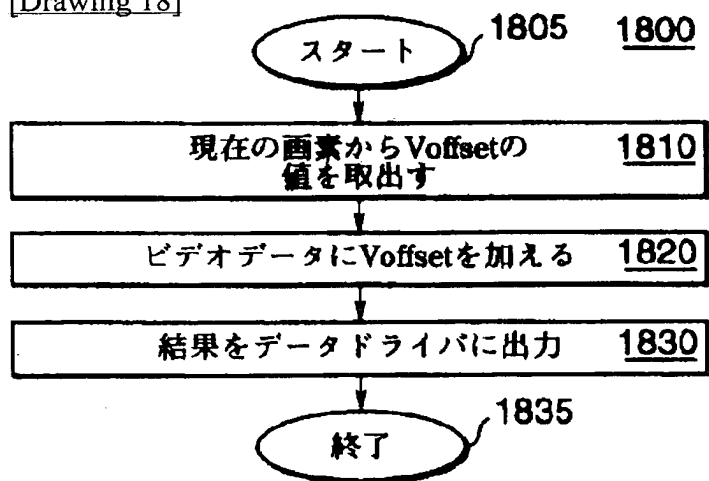 [Drawing 18]
スタート 1805 1800
現在の画素からVoffsetの 1810
値を取出す
ビデオデータにVoffsetを加える 1820
結果をデータドライバに出力 1830
1835
終了